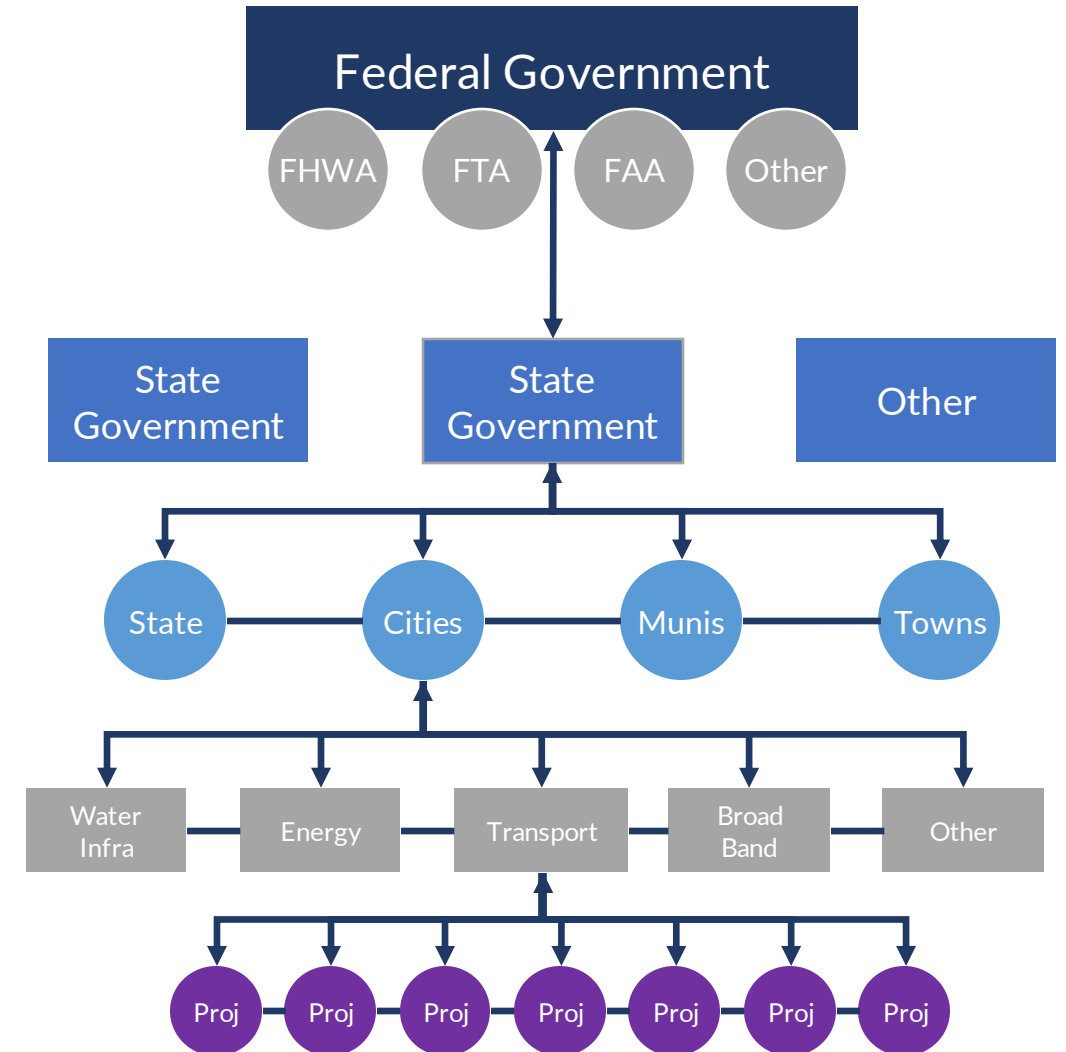 Federal Government
FHWA
FTA
FAA
Other
State
Government
State
Government
Other
State
Cities
Munis
Towns
Water
Infra
Energy
Transport
Broad
Band
Other
Proj
Proj
Proj
Proj
Proj
Proj
Proj